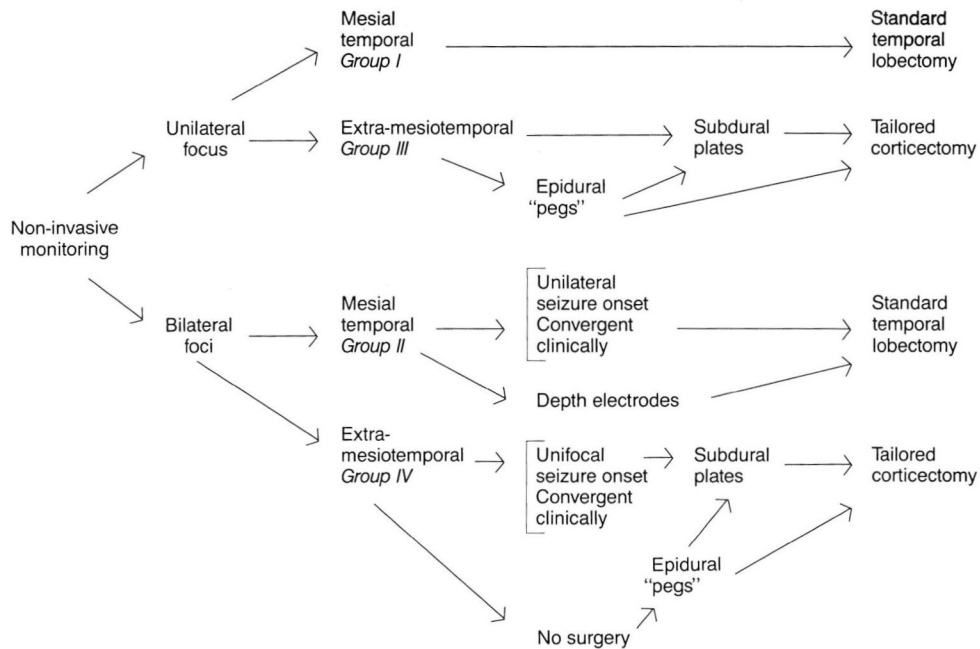 Mesial
temporal
Group I
Standard
temporal
lobectomy
Unilateral
focus
Extra-mesiotemporal
Group III
Subdural
plates
Tailored
corticectomy
Epidural
"pegs"
Non-invasive
monitoring
Bilateral
foci
Mesial
temporal
Group II
Unilateral
seizure onset
Convergent
clinically
Standard
temporal
lobectomy
Depth electrodes
Extra-
mesiotemporal
Group IV
Unifocal
seizure onset
Convergent
clinically
Subdural
plates
Tailored
corticectomy
Epidural
"pegs"
No surgery